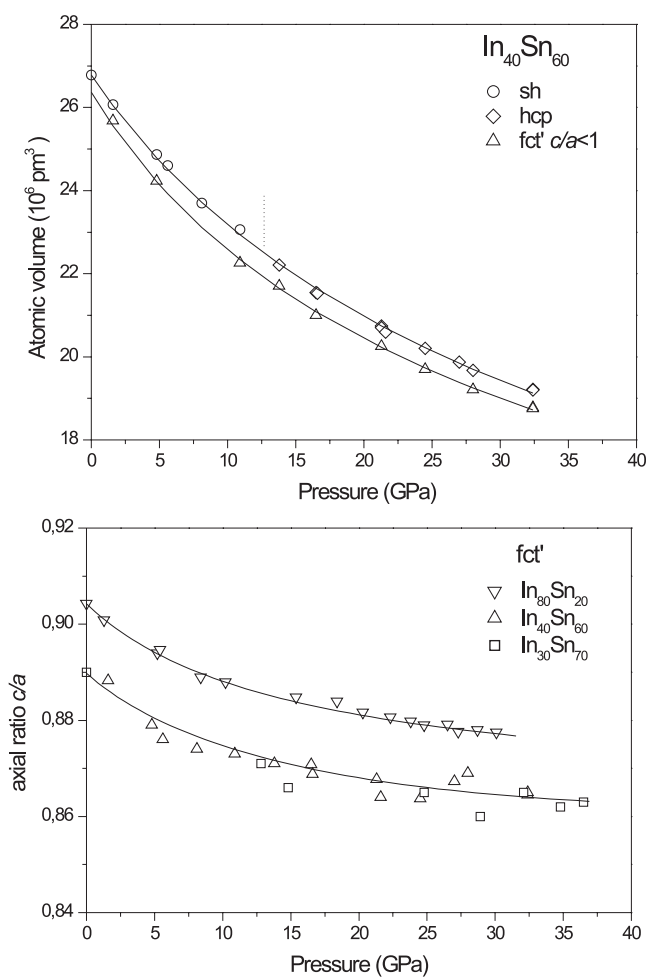 28
26
24
22
20
18
Atomic volume (10⁶ pm³)
In₄₀Sn₆₀
sh
hcp
fct' c/a<1
0 5 10 15 20 25 30 35 40
Pressure (GPa)
0,92
0,90
0,88
0,86
0,84
axial ratio c/a
fct'
In₈₀Sn₂₀
In₄₀Sn₆₀
In₃₀Sn₇₀
0 5 10 15 20 25 30 35 40
Pressure (GPa)